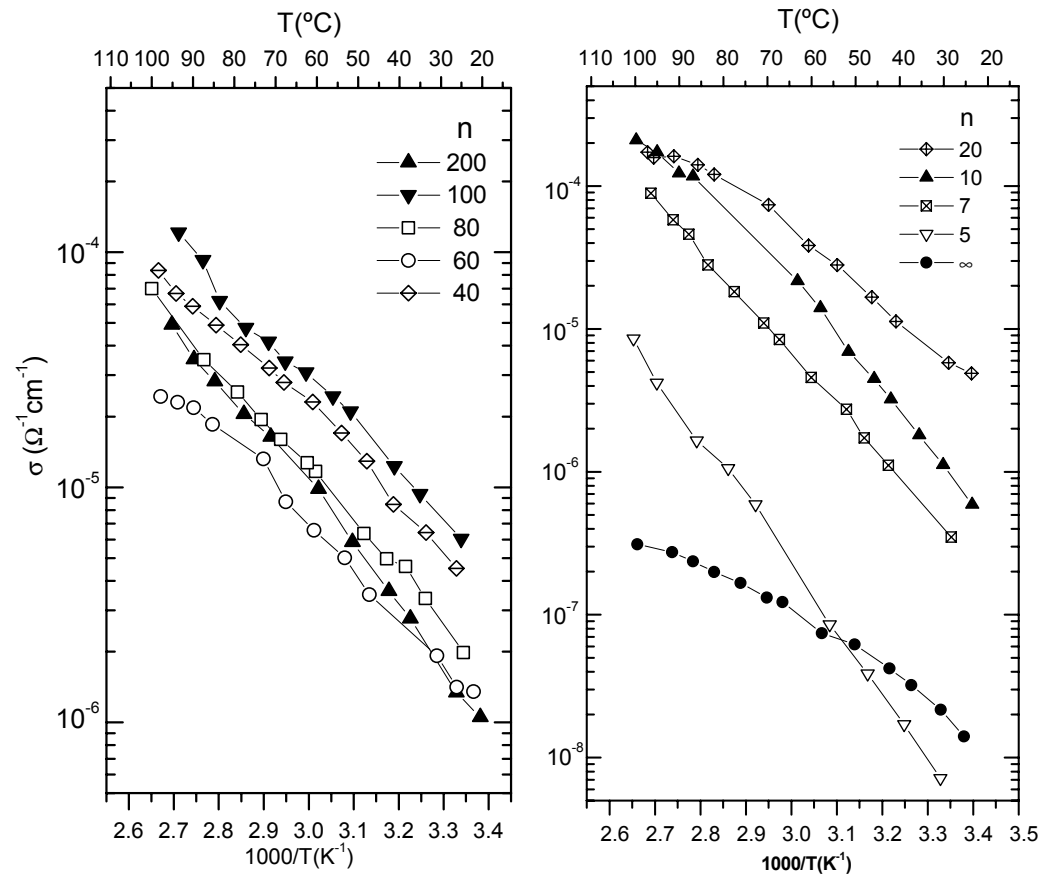 T(ºC)
110 100 90 80 70 60 50 40 30 20
n
200
100
80
60
40
10⁻⁴
10⁻⁵
10⁻⁶
σ (Ω⁻¹cm⁻¹)
2.6 2.7 2.8 2.9 3.0 3.1 3.2 3.3 3.4
1000/T(K⁻¹)
T(ºC)
110 100 90 80 70 60 50 40 30 20
n
20
10
7
5
∞
10⁻⁴
10⁻⁵
10⁻⁶
10⁻⁷
10⁻⁸
2.6 2.7 2.8 2.9 3.0 3.1 3.2 3.3 3.4 3.5
1000/T(K⁻¹)